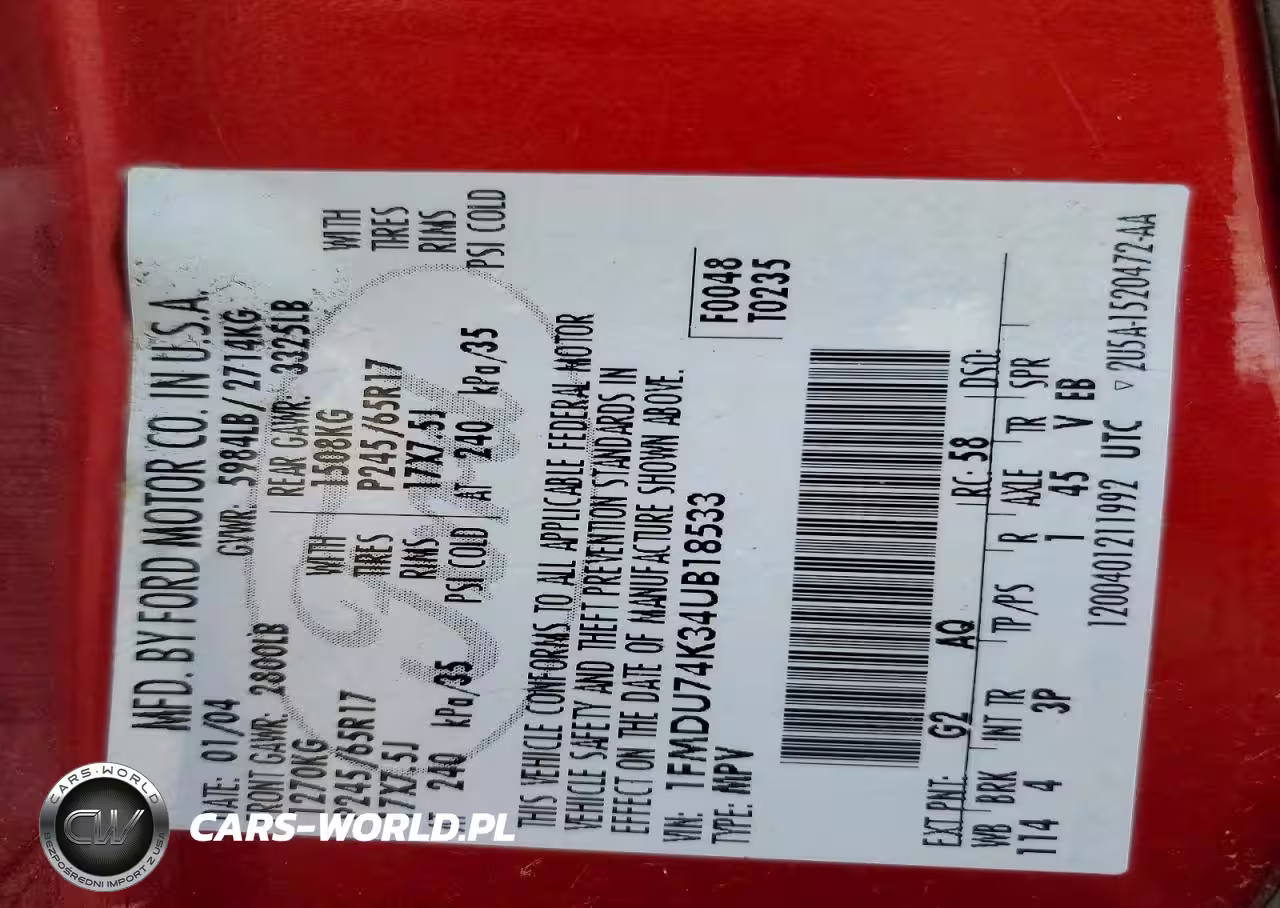 MFD. BY FORD MOTOR CO. IN U.S.A.
DATE: 01/04 GVWR: 5984LB/ 2714KG
FRONT GAWR: 2800LB REAR GAWR: 3325LB
1270KG WITH 1508KG WITH
P245/65R17 TIRES P245/65R17 TIRES
17X7.5J RIMS 17X7.5J RIMS
AT 240 kPa/35 PSI COLD AT 240 kPa/35 PSI COLD
Ford
THIS VEHICLE CONFORMS TO ALL APPLICABLE FEDERAL MOTOR
VEHICLE SAFETY AND THEFT PREVENTION STANDARDS IN
EFFECT ON THE DATE OF MANUFACTURE SHOWN ABOVE.
VIN: 1FMDU74K34UB18533
TYPE: MPV
F0048
T0235
EXT PNT: G2 AQ RC: 58 DSO:
WB BRK INT TR TP/PS R AXLE TR SPR
114 4 3P 1 45 V EB
1200401211992 UTC ▽ 2U5A-1520472-AA
CARS-WORLD
CW
BEZPOŚREDNI IMPORT Z USA
CARS-WORLD.PL